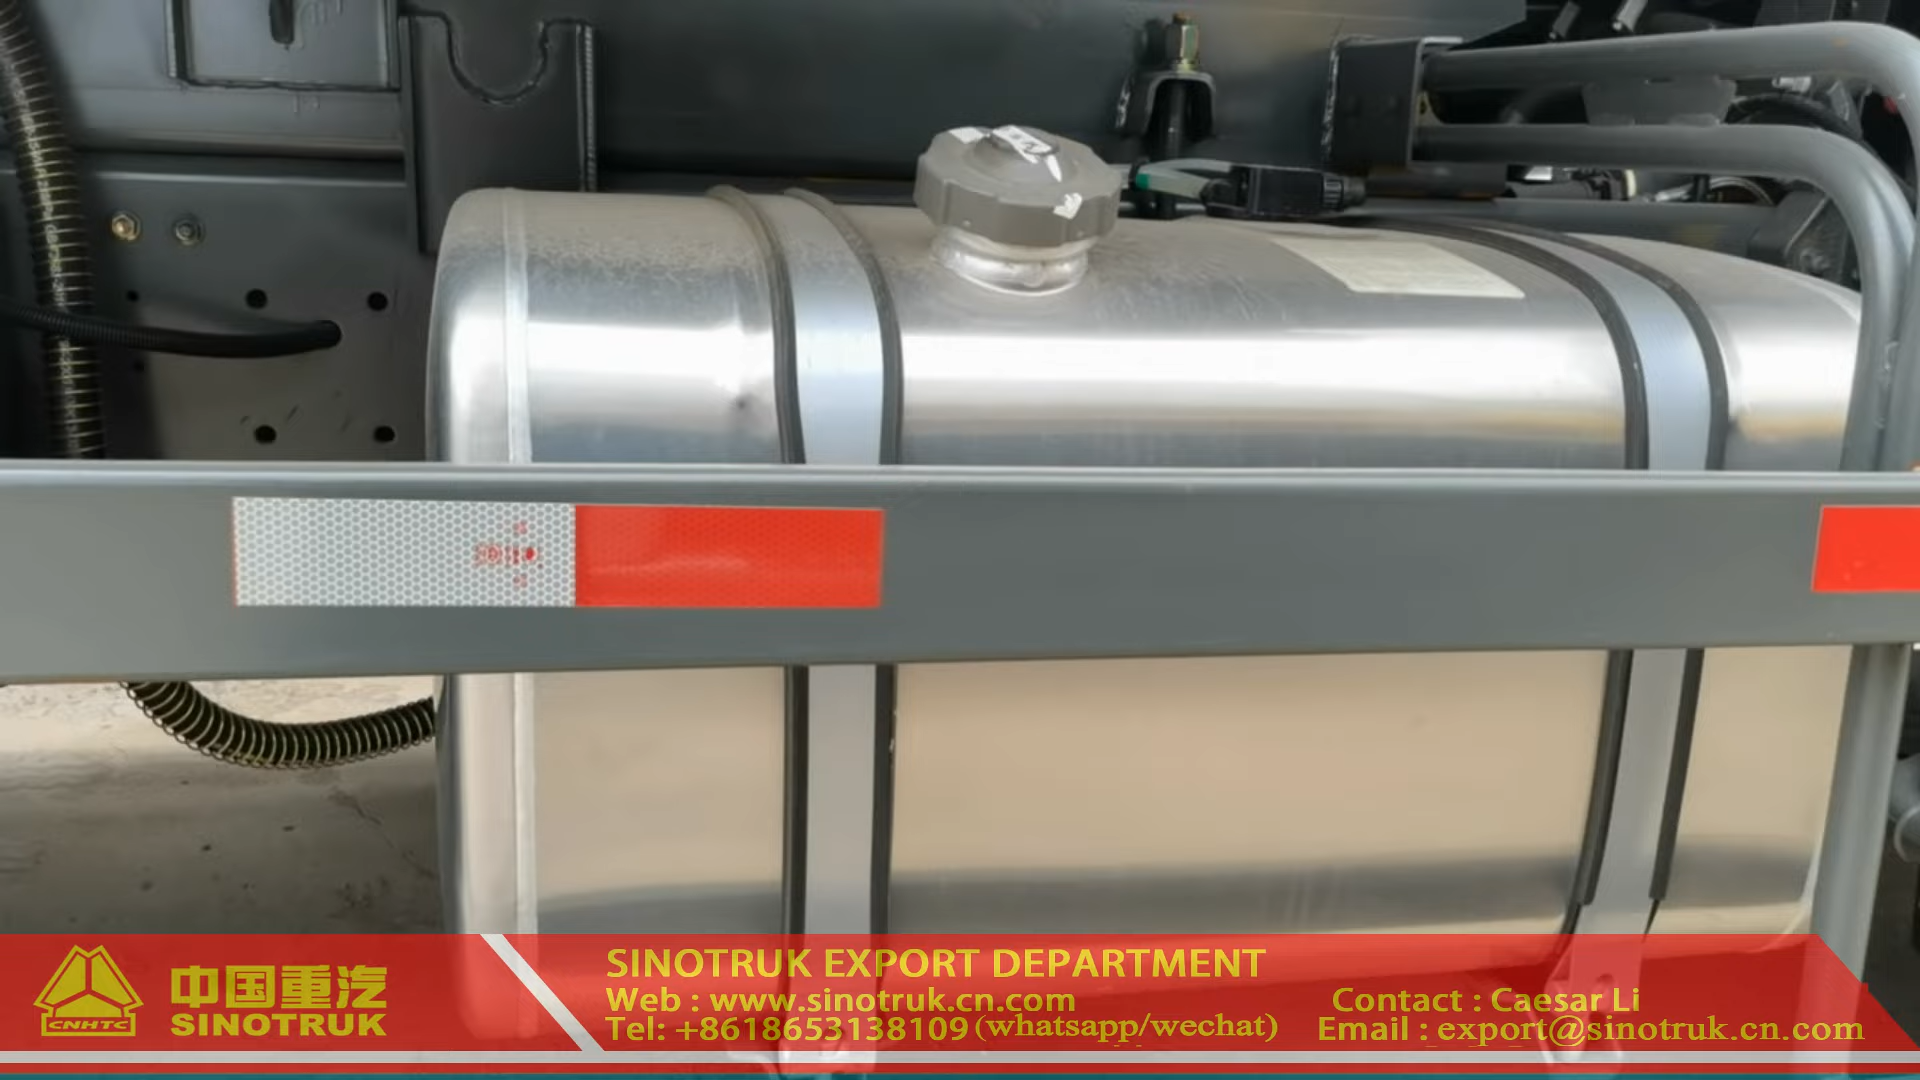 中国重汽
SINOTRUK
CNHTC
SINOTRUK EXPORT DEPARTMENT
Web : www.sinotruk.cn.com
Contact : Caesar Li
Tel: +8618653138109 (whatsapp/wechat)
Email : export@sinotruk.cn.com